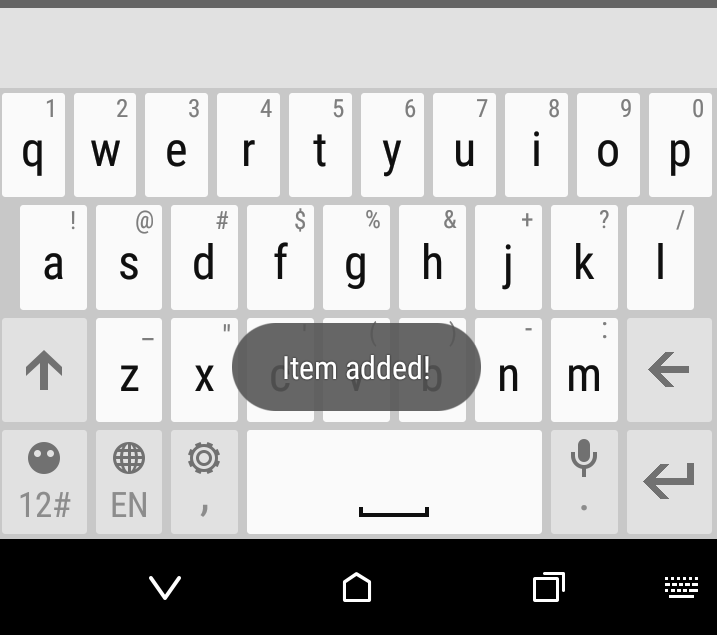 1 2 3 4 5 6 7 8 9 0
q w e r t y u i o p
! @ # $ % & + ? /
a s d f g h j k l
_ " ' ( ) - :
z x c v b n m
Item added!
12# EN , .